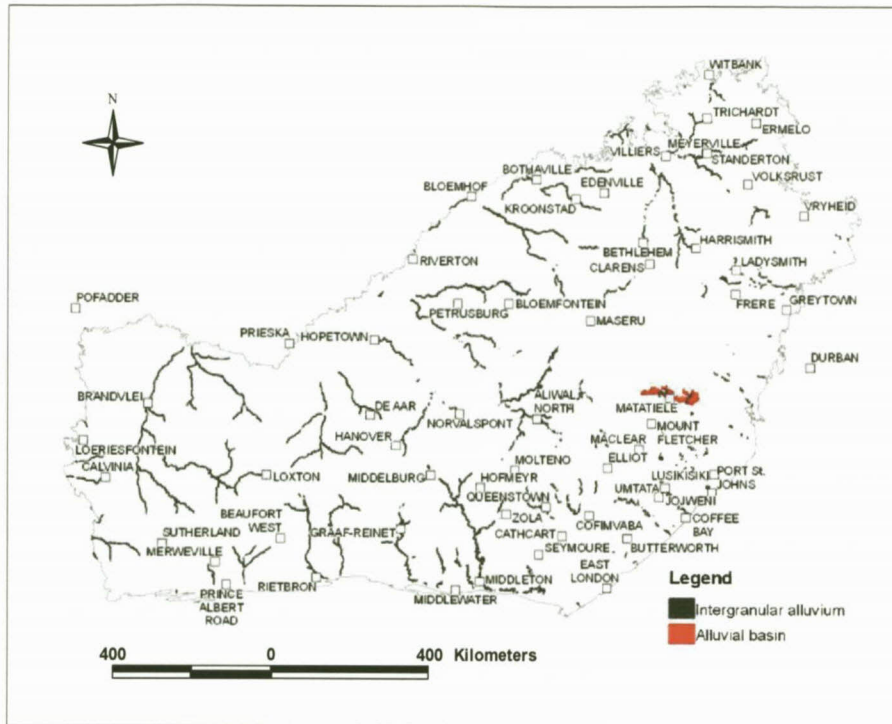 N
WITBANK
TRICHARDT
ERMELO
MEYERVILLE
VILLIERS
STANDERTON
BOTHAVILLE
EDENVILLE
VOLKSRUST
BLOEMHOF
KROONSTAD
VRYHEID
BETHLEHEM
HARRISMITH
CLARENS
LADYSMITH
RIVERTON
POFADDER
PETRUSBURG
BLOEMFONTEIN
FRERE
GREYTOWN
MASERU
PRIESKA
HOPETOWN
DURBAN
BRANDVLEI
DE AAR
ALIWAL
NORTH
MATATIELE
NORVALSPONT
MOUNT
FLETCHER
HANOVER
MACLEAR
LOERIESFONTEIN
CALVINIA
ELLIOT
MOLTENO
LOXTON
MIDDELBURG
HOFMEYR
LUSIKISIKI
PORT St.
JOHNS
QUEENSTOWN
UMTATA
JOJWENI
BEAUFORT
WEST
ZOLA
COFIMVABA
COFFEE
BAY
SUTHERLAND
GRAAF-REINET
CATHCART
MERWEVILLE
SEYMOURE
BUTTERWORTH
EAST
LONDON
PRINCE
ALBERT
ROAD
RIETBRON
MIDDLETON
MIDDLEWATER
Legend
Intergranular alluvium
Alluvial basin
400 0 400 Kilometers